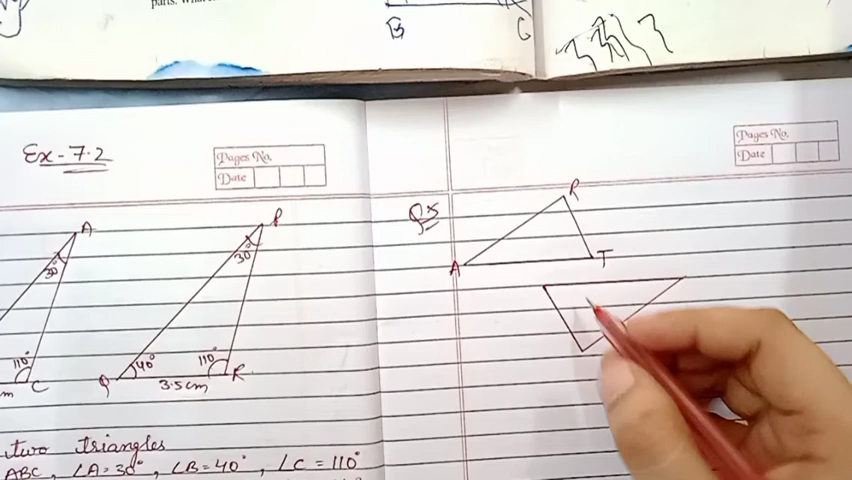 B C
Ex-7.2
Pages No.
Date
Pages No.
Date
A
30°
110°
C
m
P
30°
40°
110°
Q
3.5cm
R
Q5
R
A
T
two triangles
ABC, ∠A=30°, ∠B=40°, ∠C=110°